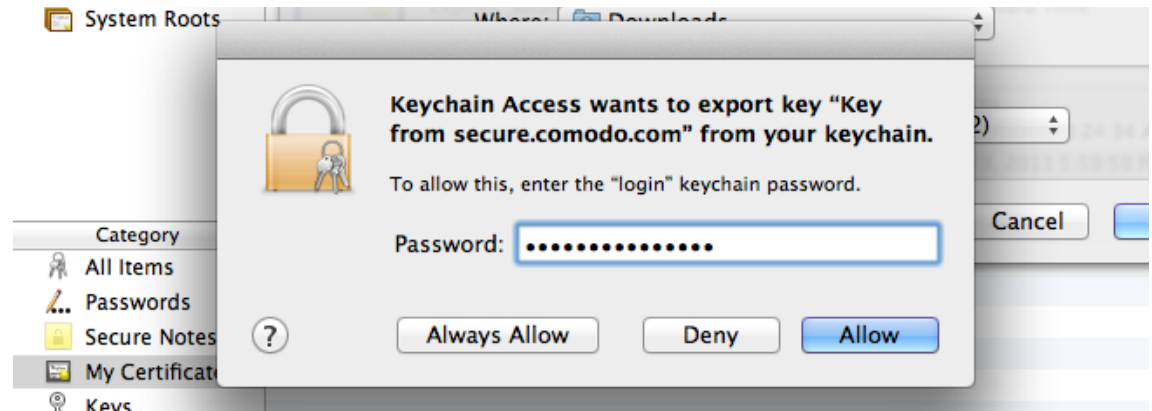 System Roots
Where: Downloads
Keychain Access wants to export key “Key
from secure.comodo.com” from your keychain.
To allow this, enter the “login” keychain password.
Password: •••••••••••••••
? Always Allow Deny Allow
2)
Cancel
Category
All Items
Passwords
Secure Notes
My Certificat
Keys